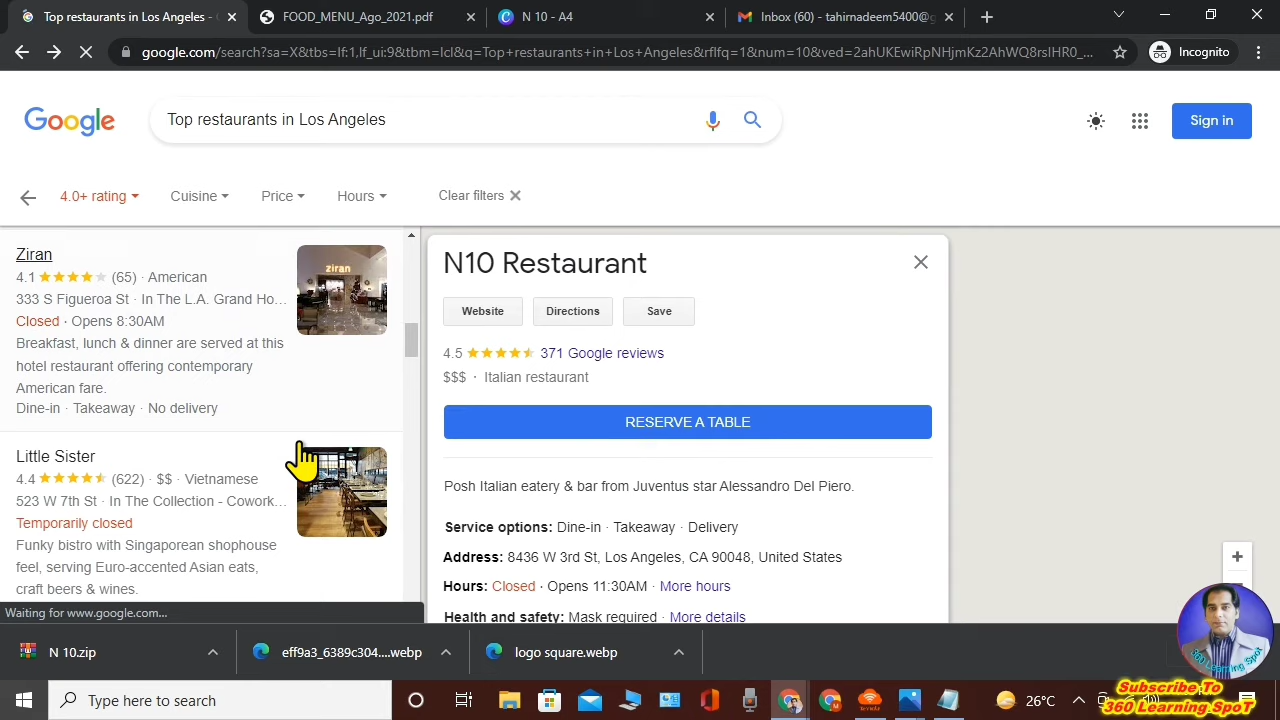 Top restaurants in Los Angeles -
FOOD_MENU_Ago_2021.pdf
N 10 - A4
Inbox (60) - tahirnadeem5400@g
google.com/search?sa=X&tbs=lf:1,lf_ui:9&tbm=lcl&q=Top+restaurants+in+Los+Angeles&rflfq=1&num=10&ved=2ahUKEwiRpNHjmKz2AhWQ8rsIHR0_...
Incognito
Google
Top restaurants in Los Angeles
Sign in
4.0+ rating
Cuisine
Price
Hours
Clear filters
Ziran
4.1 (65) · American
333 S Figueroa St · In The L.A. Grand Ho...
Closed · Opens 8:30AM
Breakfast, lunch & dinner are served at this
hotel restaurant offering contemporary
American fare.
Dine-in · Takeaway · No delivery
ziran
Little Sister
4.4 (622) · $$ · Vietnamese
523 W 7th St · In The Collection - Cowork...
Temporarily closed
Funky bistro with Singaporean shophouse
feel, serving Euro-accented Asian eats,
craft beers & wines.
Waiting for www.google.com...
N10 Restaurant
Website
Directions
Save
4.5 371 Google reviews
$$$ · Italian restaurant
RESERVE A TABLE
Posh Italian eatery & bar from Juventus star Alessandro Del Piero.
Service options: Dine-in · Takeaway · Delivery
Address: 8436 W 3rd St, Los Angeles, CA 90048, United States
Hours: Closed · Opens 11:30AM · More hours
Health and safety: Mask required · More details
360 Learning Spot
N 10.zip
effa93_6389c304....webp
logo square.webp
Type here to search
26°C
Subscribe To
360 Learning SpoT